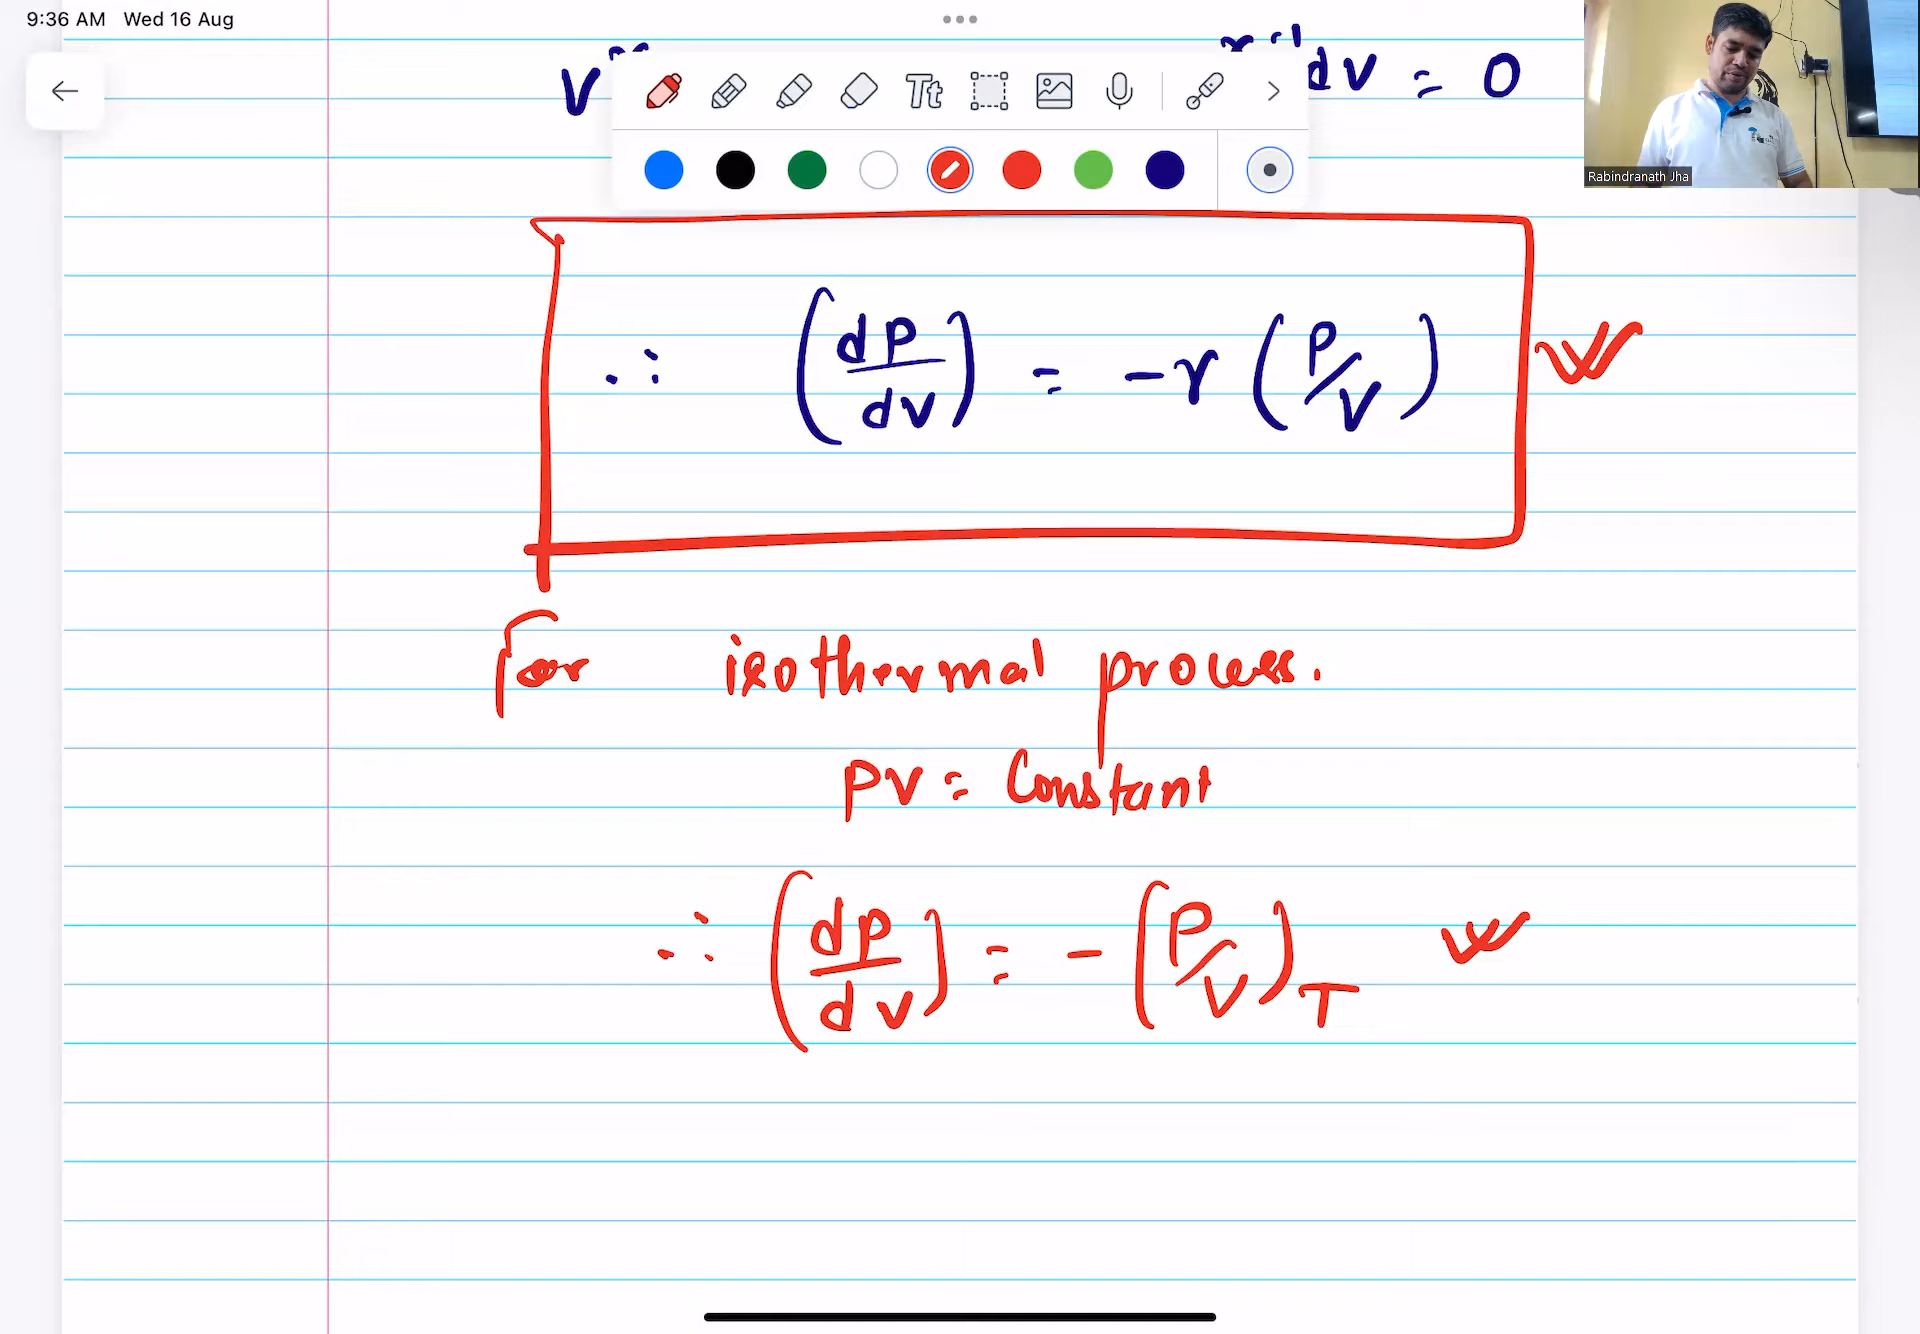 9:36 AM Wed 16 Aug
V dV = 0
Tt
Rabindranath Jha
∴ (dP/dV) = -γ (P/V)
For isothermal process.
PV = Constant
∴ (dP/dV) = - (P/V)T